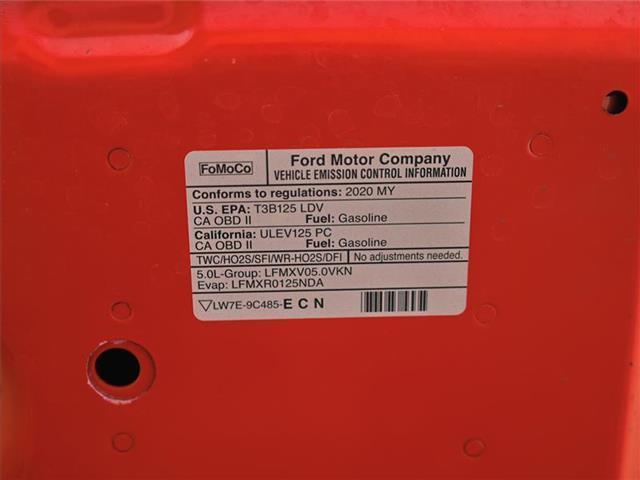 FoMoCo
Ford Motor Company
VEHICLE EMISSION CONTROL INFORMATION
Conforms to regulations: 2020 MY
U.S. EPA: T3B125 LDV
CA OBD II Fuel: Gasoline
California: ULEV125 PC
CA OBD II Fuel: Gasoline
TWC/HO2S/SFI/WR-HO2S/DFI No adjustments needed.
5.0L-Group: LFMXV05.0VKN
Evap: LFMXR0125NDA
LW7E-9C485-ECN